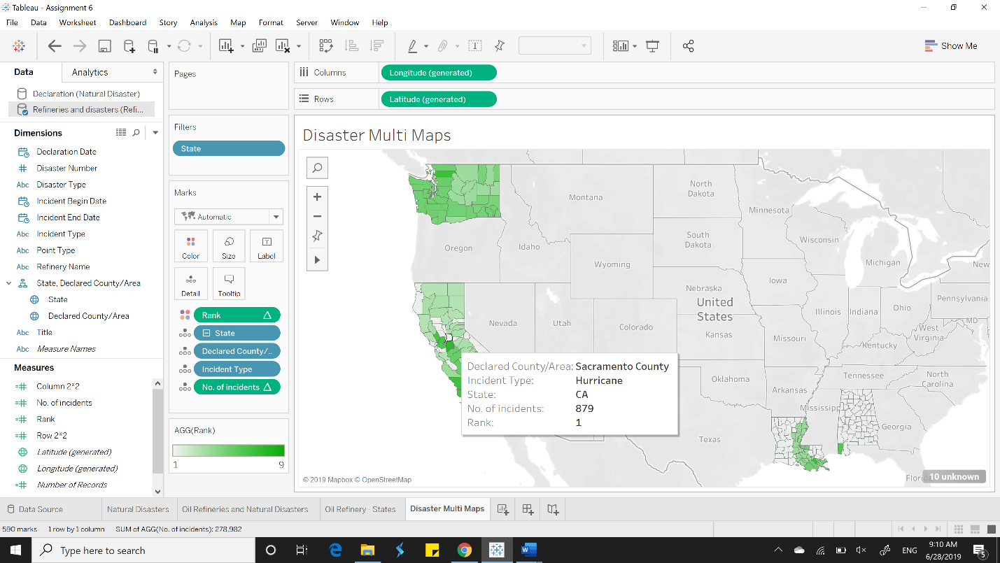 Tableau - Assignment 6
File Data Worksheet Dashboard Story Analysis Map Format Server Window Help
Show Me
Data
Analytics
Declaration (Natural Disaster)
Refineries and disasters (Refi...
Dimensions
Declaration Date
# Disaster Number
Abc Disaster Type
Incident Begin Date
Incident End Date
Abc Incident Type
Abc Point Type
Abc Refinery Name
State, Declared County/Area
State
Declared County/Area
Abc Title
Abc Measure Names
Measures
=# Column 2*2
=# No. of incidents
=# Rank
=# Row 2*2
Latitude (generated)
Longitude (generated)
=# Number of Records
Pages
Filters
State
Marks
Automatic
Color
Size
Label
Detail
Tooltip
Rank
State
Declared County/..
Incident Type
No. of incidents
AGG(Rank)
1
9
Columns
Longitude (generated)
Rows
Latitude (generated)
Disaster Multi Maps
Montana
North
Dakota
Minnesota
Oregon
Idaho
South
Dakota
Wisconsin
Wyoming
Michigan
New
Iowa
Nebraska
United
States
Pennsylvania
Nevada
Utah
Colorado
Kansas
Illinois
Indiana
Ohio
MD
West
Virginia
Missouri
Kentucky
Oklahoma
Arkansas
Tennessee
North
Carolina
Mississipp
Georgia
Texas
Flori
10 unknown
Declared County/Area: Sacramento County
Incident Type: Hurricane
State: CA
No. of incidents: 879
Rank: 1
© 2019 Mapbox © OpenStreetMap
Data Source
Natural Disasters
Oil Refineries and Natural Disasters
Oil Refinery - States
Disaster Multi Maps
590 marks 1 row by 1 column SUM of AGG(No. of incidents): 278,982
Type here to search
ENG
9:10 AM
6/28/2019
5